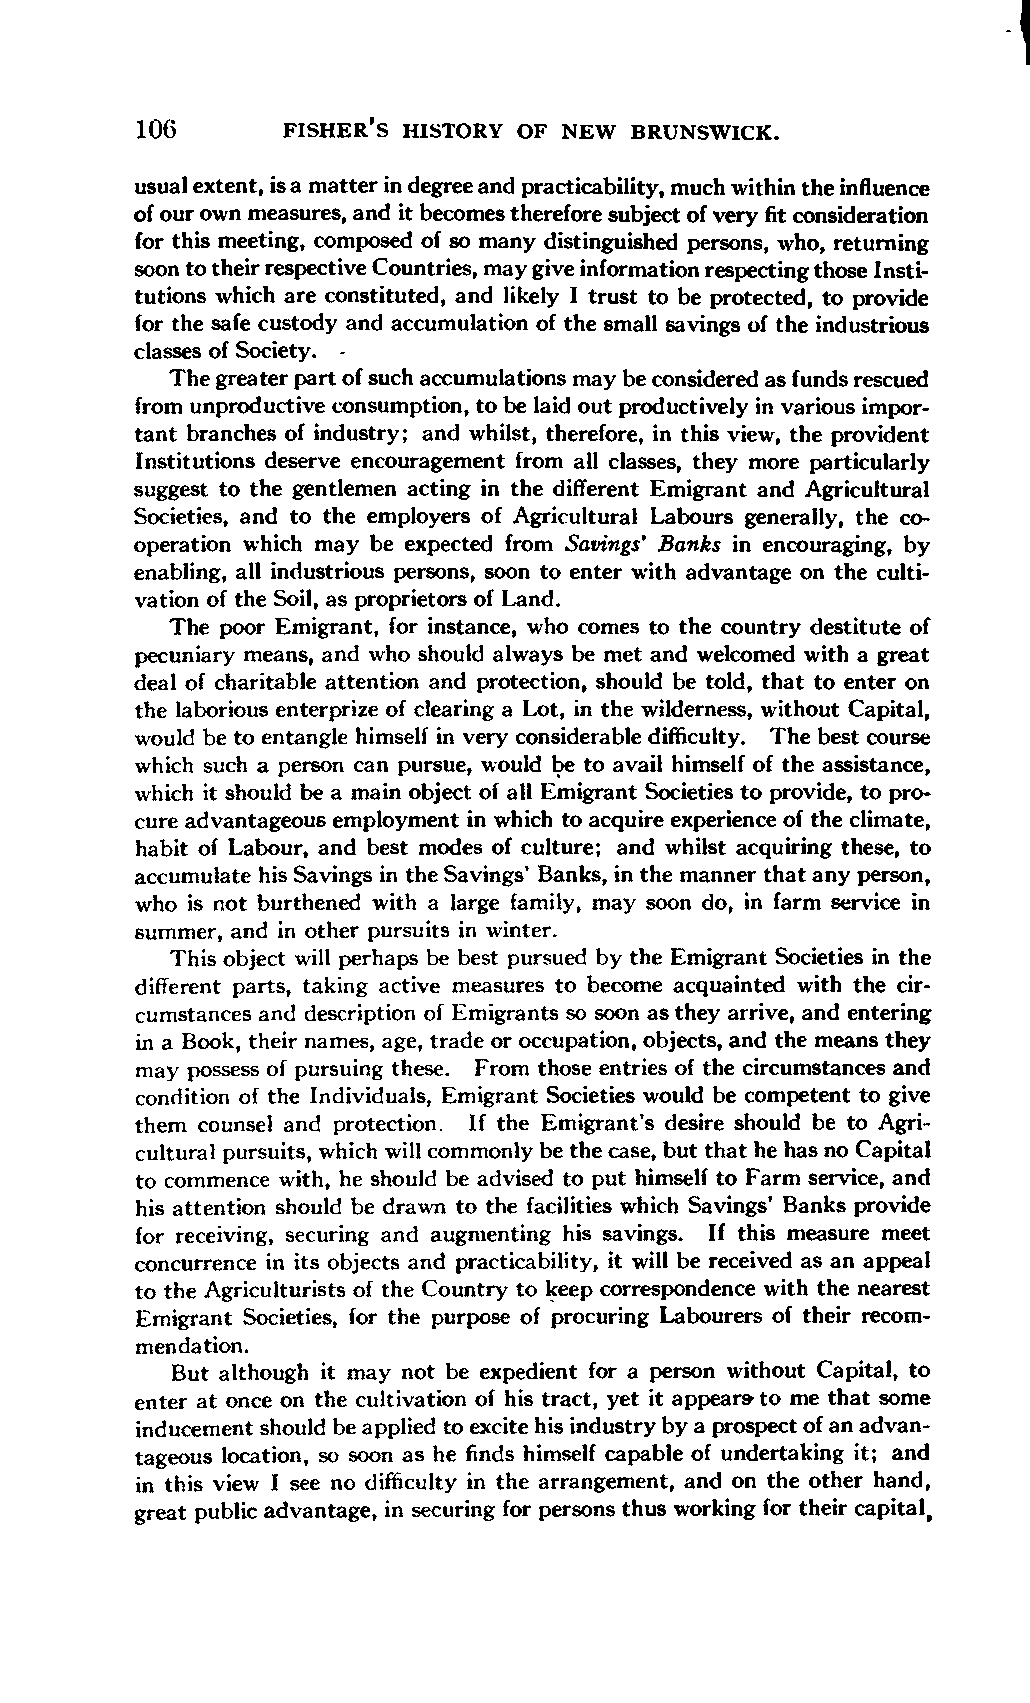 106 FISHER'S HISTORY OF NEW BRUNSWICK.
usual extent, is a matter in degree and practicability, much within the influence
of our own measures, and it becomes therefore subject of very fit consideration
for this meeting, composed of so many distinguished persons, who, returning
soon to their respective Countries, may give information respecting those Insti-
tutions which are constituted, and likely I trust to be protected, to provide
for the safe custody and accumulation of the small savings of the industrious
classes of Society.
The greater part of such accumulations may be considered as funds rescued
from unproductive consumption, to be laid out productively in various impor-
tant branches of industry; and whilst, therefore, in this view, the provident
Institutions deserve encouragement from all classes, they more particularly
suggest to the gentlemen acting in the different Emigrant and Agricultural
Societies, and to the employers of Agricultural Labours generally, the co-
operation which may be expected from Savings' Banks in encouraging, by
enabling, all industrious persons, soon to enter with advantage on the culti-
vation of the Soil, as proprietors of Land.
The poor Emigrant, for instance, who comes to the country destitute of
pecuniary means, and who should always be met and welcomed with a great
deal of charitable attention and protection, should be told, that to enter on
the laborious enterprize of clearing a Lot, in the wilderness, without Capital,
would be to entangle himself in very considerable difficulty. The best course
which such a person can pursue, would be to avail himself of the assistance,
which it should be a main object of all Emigrant Societies to provide, to pro-
cure advantageous employment in which to acquire experience of the climate,
habit of Labour, and best modes of culture; and whilst acquiring these, to
accumulate his Savings in the Savings' Banks, in the manner that any person,
who is not burthened with a large family, may soon do, in farm service in
summer, and in other pursuits in winter.
This object will perhaps be best pursued by the Emigrant Societies in the
different parts, taking active measures to become acquainted with the cir-
cumstances and description of Emigrants so soon as they arrive, and entering
in a Book, their names, age, trade or occupation, objects, and the means they
may possess of pursuing these. From those entries of the circumstances and
condition of the Individuals, Emigrant Societies would be competent to give
them counsel and protection. If the Emigrant's desire should be to Agri-
cultural pursuits, which will commonly be the case, but that he has no Capital
to commence with, he should be advised to put himself to Farm service, and
his attention should be drawn to the facilities which Savings' Banks provide
for receiving, securing and augmenting his savings. If this measure meet
concurrence in its objects and practicability, it will be received as an appeal
to the Agriculturists of the Country to keep correspondence with the nearest
Emigrant Societies, for the purpose of procuring Labourers of their recom-
mendation.
But although it may not be expedient for a person without Capital, to
enter at once on the cultivation of his tract, yet it appears to me that some
inducement should be applied to excite his industry by a prospect of an advan-
tageous location, so soon as he finds himself capable of undertaking it; and
in this view I see no difficulty in the arrangement, and on the other hand,
great public advantage, in securing for persons thus working for their capital,